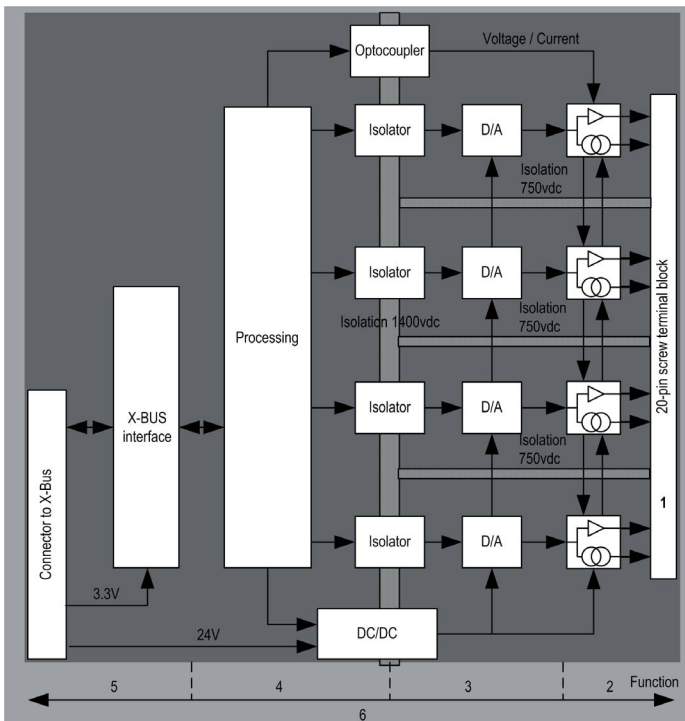 Optocoupler
Voltage / Current
Isolator
D/A
Isolation
750vdc
Isolator
D/A
Isolation 1400vdc
Isolation
750vdc
Processing
20-pin screw terminal block
X-BUS
interface
Isolator
D/A
Isolation
750vdc
Connector to X-Bus
1
Isolator
D/A
3.3V
24V
DC/DC
5
4
3
2
Function
6